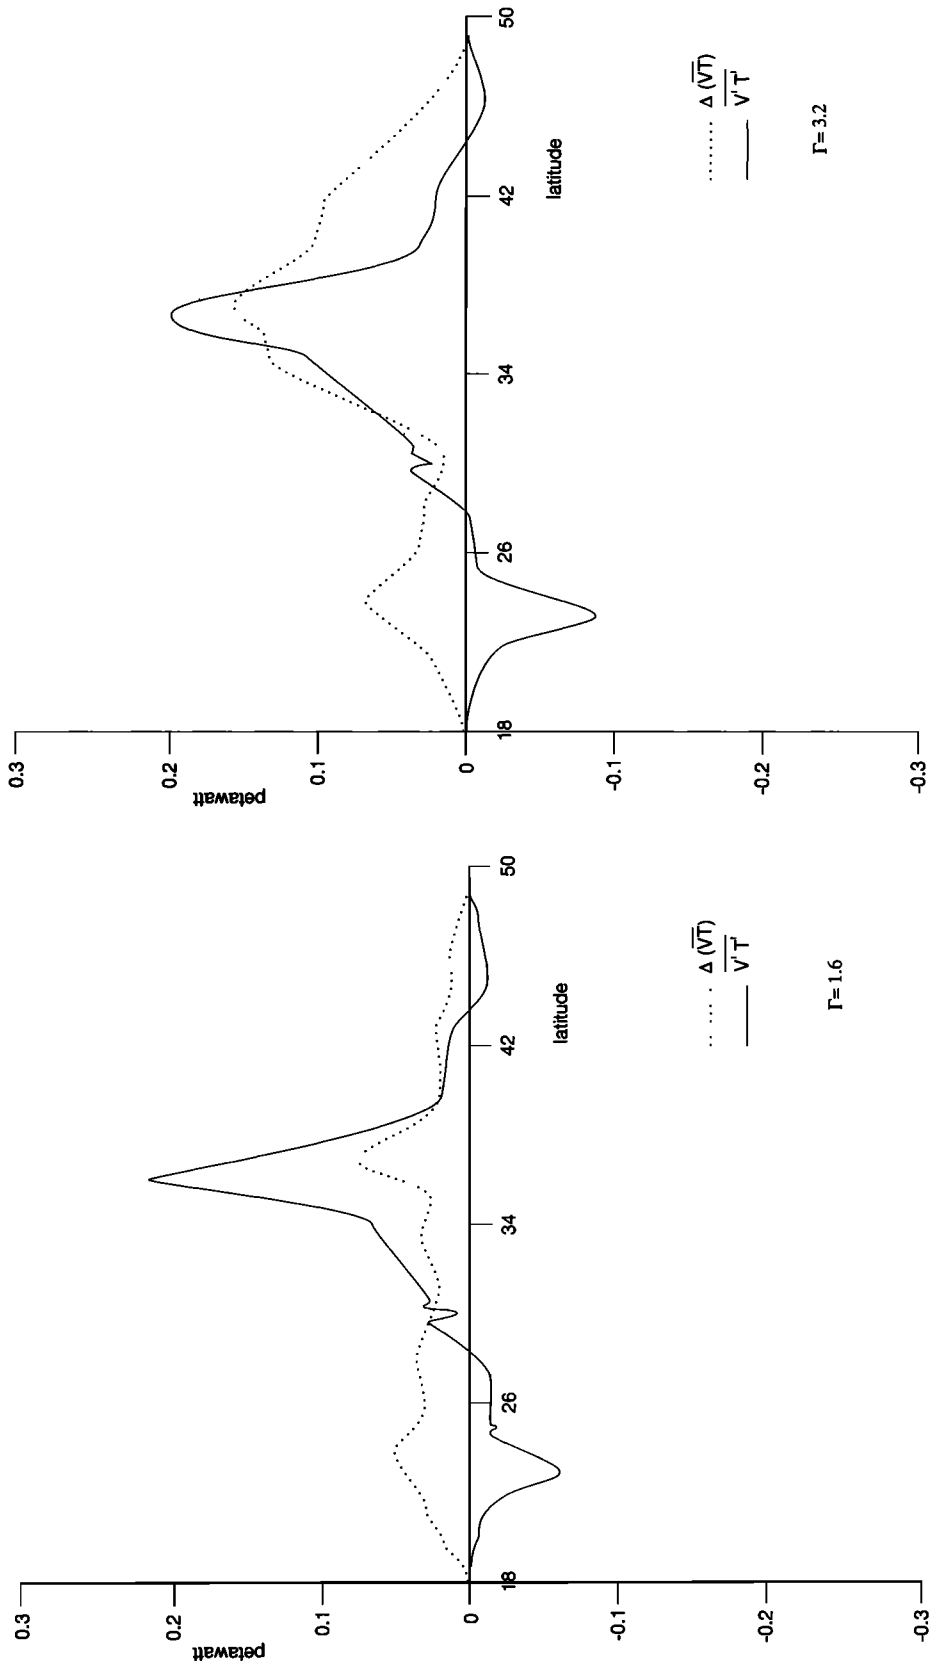 0.3
0.2
0.1
0
-0.1
-0.2
-0.3
petawatt
18
26
34
42
50
latitude
Δ (VT)
V' T'
Γ= 1.6
0.3
0.2
0.1
0
-0.1
-0.2
-0.3
petawatt
18
26
34
42
50
latitude
Δ (VT)
V' T'
Γ= 3.2